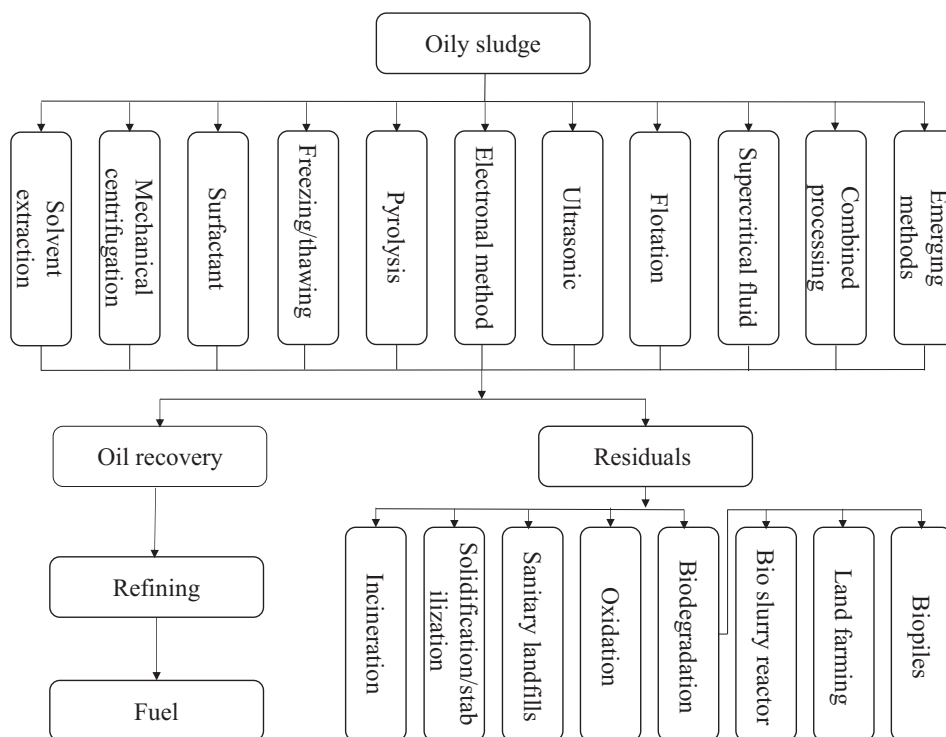 Oily sludge
Solvent
extraction
Mechanical
centrifugation
Surfactant
Freezing/thawing
Pyrolysis
Electronal method
Ultrasonic
Flotation
Supercritical fluid
Combined
processing
Emerging
methods
Oil recovery
Residuals
Refining
Fuel
Incineration
Solidification/stab
ilization
Sanitary landfills
Oxidation
Biodegradation
Bio slurry reactor
Land farming
Biopiles